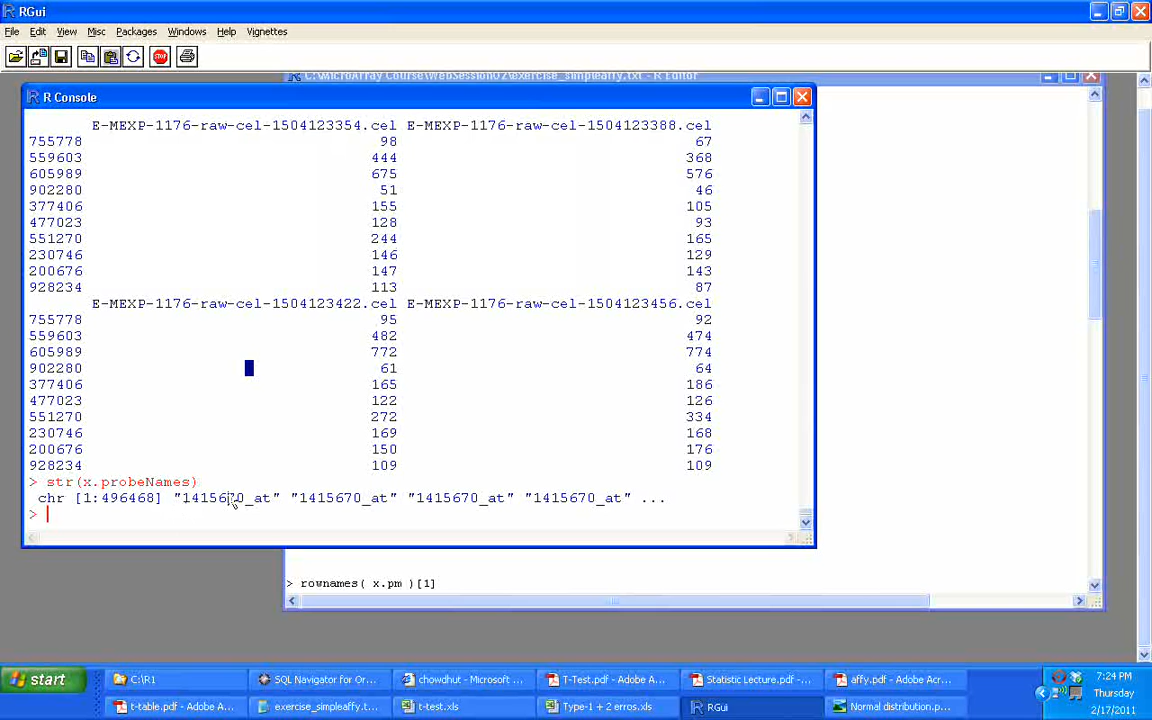 RGui
File Edit View Misc Packages Windows Help Vignettes
STOP
C:\MicroArray Course\WebSession02\exercise_simpleaffy.txt - R Editor
R Console
E-MEXP-1176-raw-cel-1504123354.cel E-MEXP-1176-raw-cel-1504123388.cel
755778 98 67
559603 444 368
605989 675 576
902280 51 46
377406 155 105
477023 128 93
551270 244 165
230746 146 129
200676 147 143
928234 113 87
E-MEXP-1176-raw-cel-1504123422.cel E-MEXP-1176-raw-cel-1504123456.cel
755778 95 92
559603 482 474
605989 772 774
902280 61 64
377406 165 186
477023 122 126
551270 272 334
230746 169 168
200676 150 176
928234 109 109
> str(x.probeNames)
chr [1:496468] "1415670_at" "1415670_at" "1415670_at" "1415670_at" ...
>
> rownames( x.pm )[1]
start C:\R1 SQL Navigator for Or... chowdhut - Microsoft ... T-Test.pdf - Adobe A... Statistic Lecture.pdf -... affy.pdf - Adobe Acr... 7:24 PM
Thursday
t-table.pdf - Adobe A... exercise_simpleaffy.t... t-test.xls Type-1 + 2 erros.xls RGui Normal distribution.p... 2/17/2011